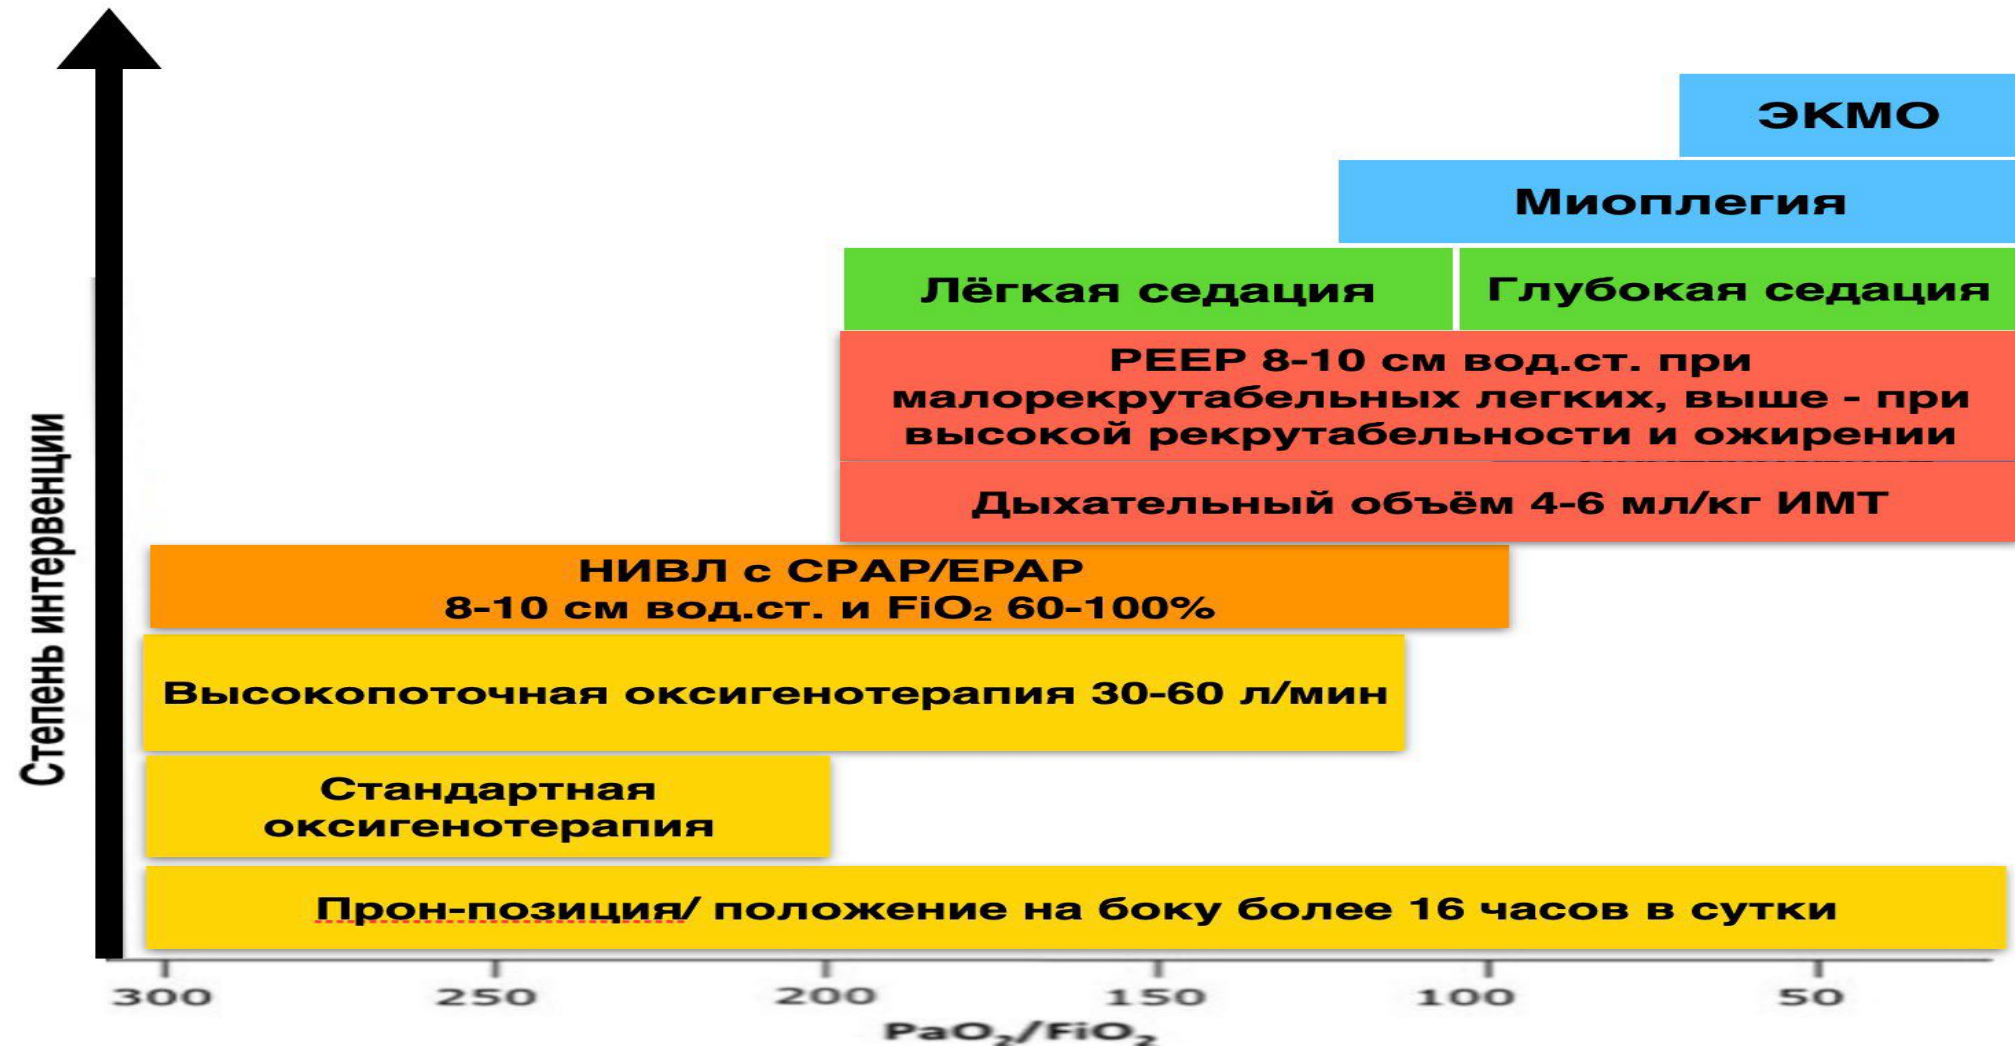 ЭКМО
Миоплегия
Лёгкая седация
Глубокая седация
PEEP 8-10 см вод.ст. при
малорекрутабельных легких, выше - при
высокой рекрутабельности и ожирении
Дыхательный объём 4-6 мл/кг ИМТ
НИВЛ с CPAP/EPAP
8-10 см вод.ст. и FiO₂ 60-100%
Высокопоточная оксигенотерапия 30-60 л/мин
Стандартная
оксигенотерапия
Прон-позиция/ положение на боку более 16 часов в сутки
Степень интервенции
300 250 200 150 100 50
PaO₂/FiO₂